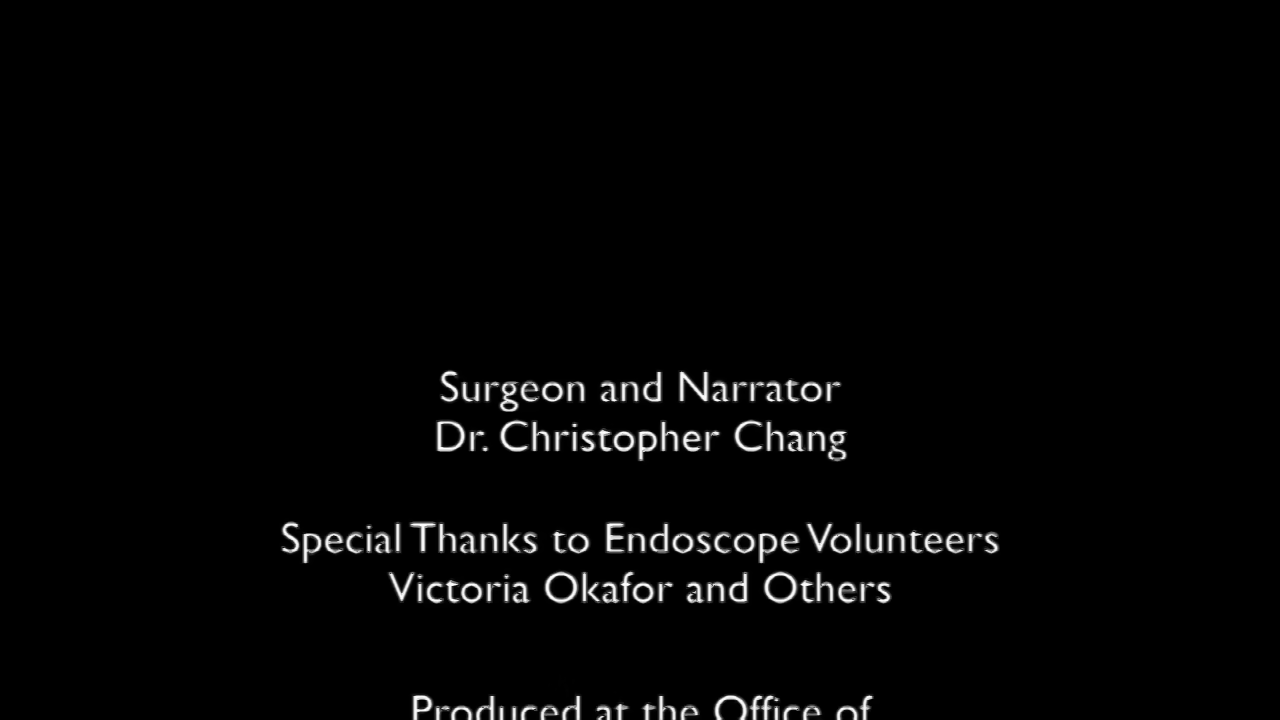 Surgeon and Narrator
Dr. Christopher Chang
Special Thanks to Endoscope Volunteers
Victoria Okafor and Others
Produced at the Office of